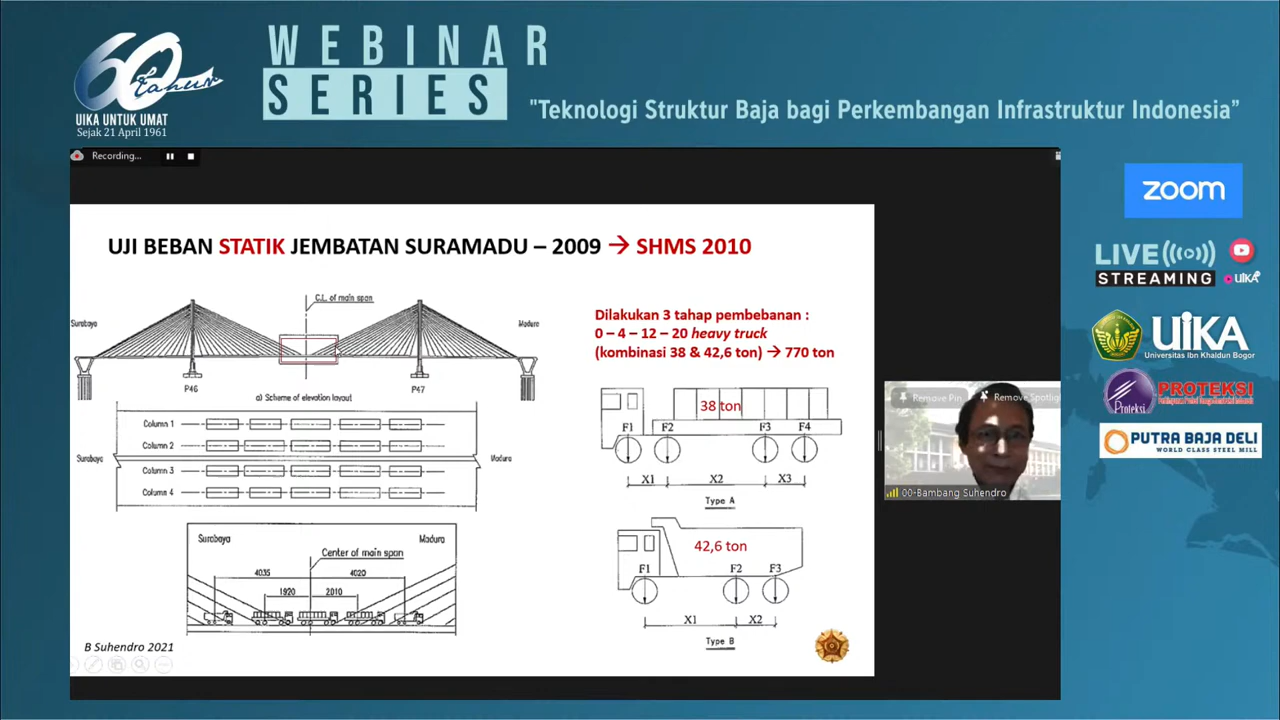 60
Tahun
UIKA UNTUK UMAT
Sejak 21 April 1961
WEBINAR
SERIES
"Teknologi Struktur Baja bagi Perkembangan Infrastruktur Indonesia"
Recording...
zoom
LIVE
STREAMING
UIKA
UIKA
Universitas Ibn Khaldun Bogor
PROTEKSI
Proteksi
PUTRA BAJA DELI
WORLD CLASS STEEL MILL
UJI BEBAN STATIK JEMBATAN SURAMADU – 2009 → SHMS 2010
C.L. of main span
Surabaya
Madura
P46
P47
a) Scheme of elevation layout
Column 1
Column 2
Surabaya
Madura
Column 3
Column 4
Surabaya
Madura
Center of main span
4035
4020
1920
2010
B Suhendro 2021
Dilakukan 3 tahap pembebanan :
0 – 4 – 12 – 20 heavy truck
(kombinasi 38 & 42,6 ton) → 770 ton
38 ton
F1 F2 F3 F4
X1 X2 X3
Type A
42,6 ton
F1 F2 F3
X1 X2
Type B
Remove Pin
Remove Spotlight
00-Bambang Suhendro